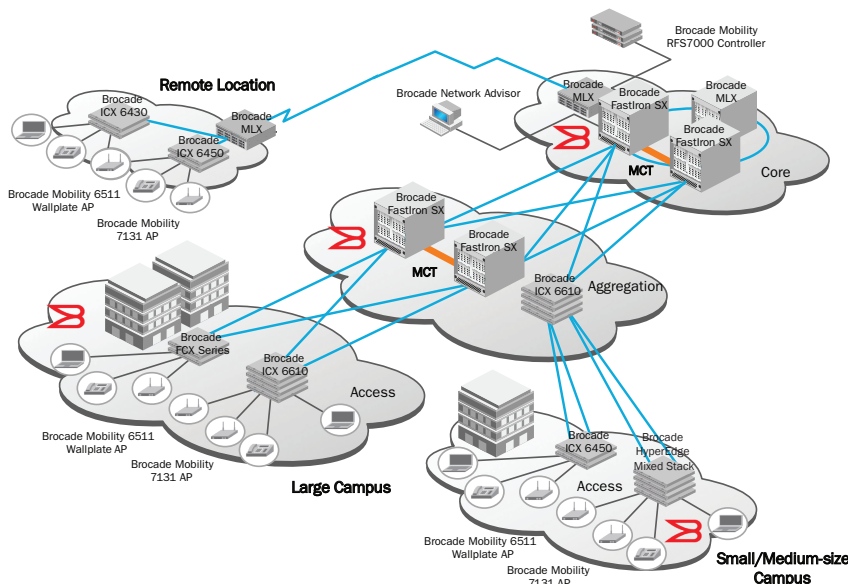 Brocade Mobility
RFS7000 Controller
Remote Location
Brocade
ICX 6430
Brocade
MLX
Brocade
ICX 6450
Brocade Mobility 6511
Wallplate AP
Brocade Mobility
7131 AP
Brocade Network Advisor
Brocade
MLX
Brocade
FastIron SX
Brocade
MLX
Brocade
FastIron SX
MCT
Core
Brocade
FastIron SX
Brocade
FastIron SX
MCT
Brocade
ICX 6610
Aggregation
Brocade
FCX Series
Brocade
ICX 6610
Access
Brocade Mobility 6511
Wallplate AP
Brocade Mobility
7131 AP
Large Campus
Brocade
ICX 6450
Brocade
HyperEdge
Mixed Stack
Access
Brocade Mobility 6511
Wallplate AP
Brocade Mobility
7131 AP
Small/Medium-size
Campus